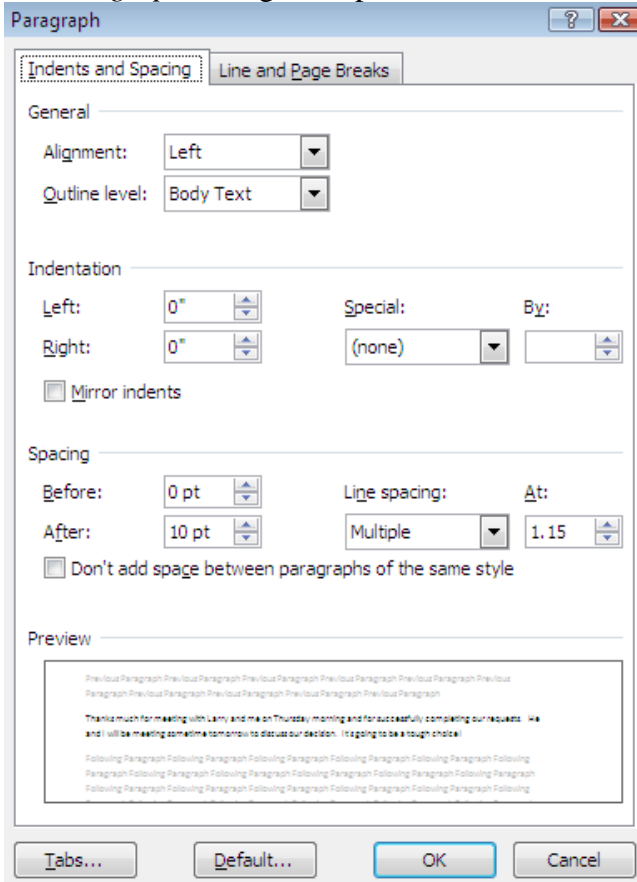 Paragraph
Indents and Spacing Line and Page Breaks
General
Alignment: Left
Outline level: Body Text
Indentation
Left: 0" Special: By:
Right: 0" (none)
Mirror indents
Spacing
Before: 0 pt Line spacing: At:
After: 10 pt Multiple 1.15
Don't add space between paragraphs of the same style
Preview
Previous Paragraph Previous Paragraph Previous Paragraph Previous Paragraph Previous Paragraph Previous
Paragraph Previous Paragraph Previous Paragraph Previous Paragraph Previous Paragraph
Thanks much for meeting with Larry and me on Thursday morning and for successfully completing our requests. He
and I will be meeting sometime tomorrow to discuss our decision. It's going to be a tough choice!
Following Paragraph Following Paragraph Following Paragraph Following Paragraph Following
Paragraph Following Paragraph Following Paragraph Following Paragraph Following Paragraph
Following Paragraph Following Paragraph Following Paragraph Following Paragraph Following
Tabs... Default... OK Cancel